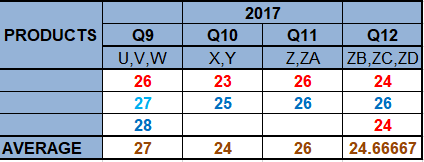 2017
PRODUCTS Q9 Q10 Q11 Q12
U,V,W X,Y Z,ZA ZB,ZC,ZD
26 23 26 24
27 25 26 26
28 24
AVERAGE 27 24 26 24.66667